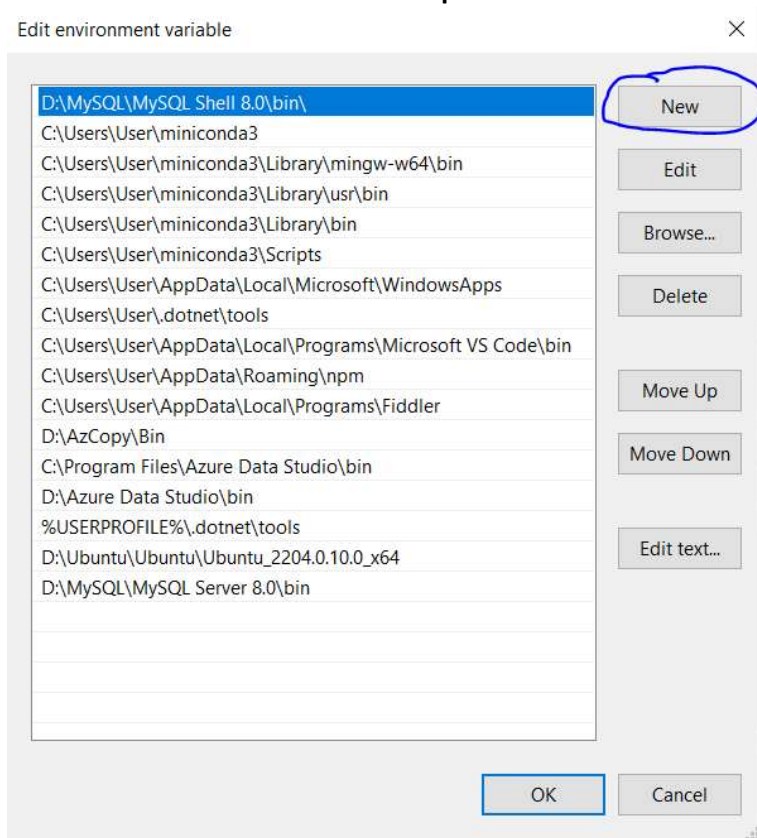 Edit environment variable
D:\MySQL\MySQL Shell 8.0\bin\
C:\Users\User\miniconda3
C:\Users\User\miniconda3\Library\mingw-w64\bin
C:\Users\User\miniconda3\Library\usr\bin
C:\Users\User\miniconda3\Library\bin
C:\Users\User\miniconda3\Scripts
C:\Users\User\AppData\Local\Microsoft\WindowsApps
C:\Users\User\.dotnet\tools
C:\Users\User\AppData\Local\Programs\Microsoft VS Code\bin
C:\Users\User\AppData\Roaming\npm
C:\Users\User\AppData\Local\Programs\Fiddler
D:\AzCopy\Bin
C:\Program Files\Azure Data Studio\bin
D:\Azure Data Studio\bin
%USERPROFILE%\.dotnet\tools
D:\Ubuntu\Ubuntu\Ubuntu_2204.0.10.0_x64
D:\MySQL\MySQL Server 8.0\bin
New
Edit
Browse...
Delete
Move Up
Move Down
Edit text...
OK
Cancel